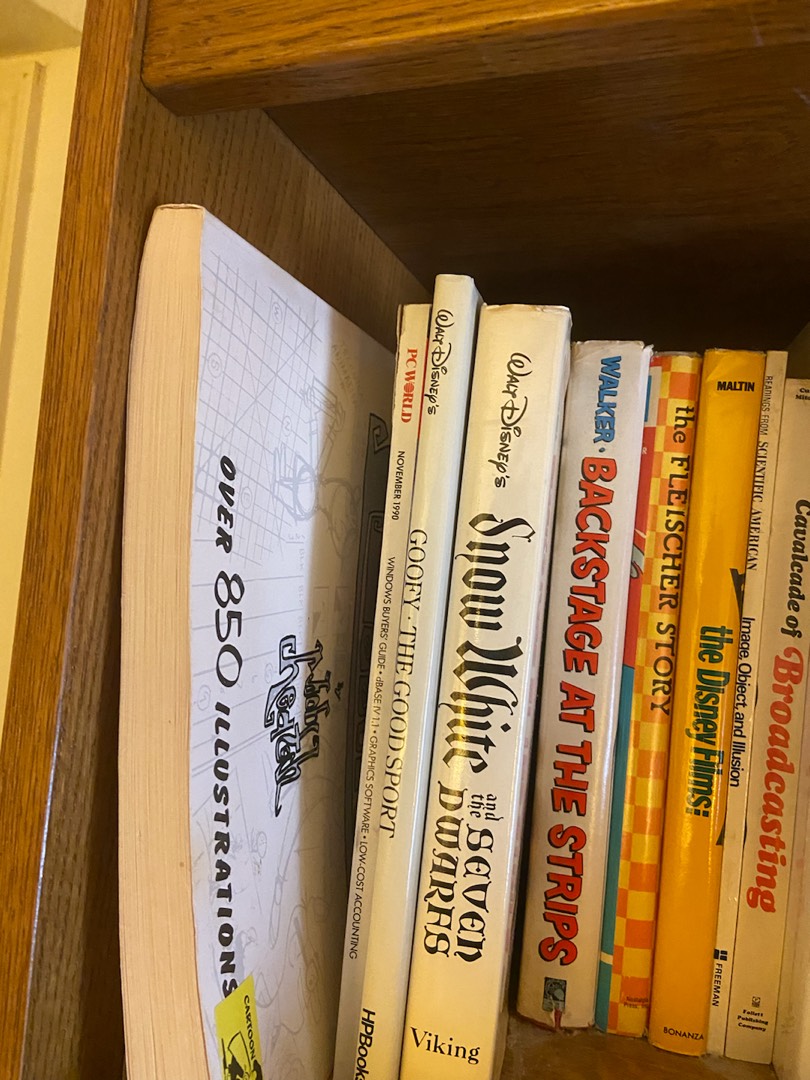 OVER 850 ILLUSTRATIONS
CARTOON
PC WORLD
NOVEMBER 1990
WINDOWS BUYERS' GUIDE • dBASE IV 1.1 • GRAPHICS SOFTWARE • LOW-COST ACCOUNTING
WALT DISNEY'S
GOOFY · THE GOOD SPORT
HPBooks
WALT DISNEY'S
Snow White
and the SEVEN DWARFS
Viking
WALKER · BACKSTAGE AT THE STRIPS
the FLEISCHER STORY
MALTIN
the Disney Films:
BONANZA
READINGS FROM SCIENTIFIC AMERICAN
Image, Object, and Illusion
FREEMAN
Cavalcade of Broadcasting
Follett
Publishing
Company